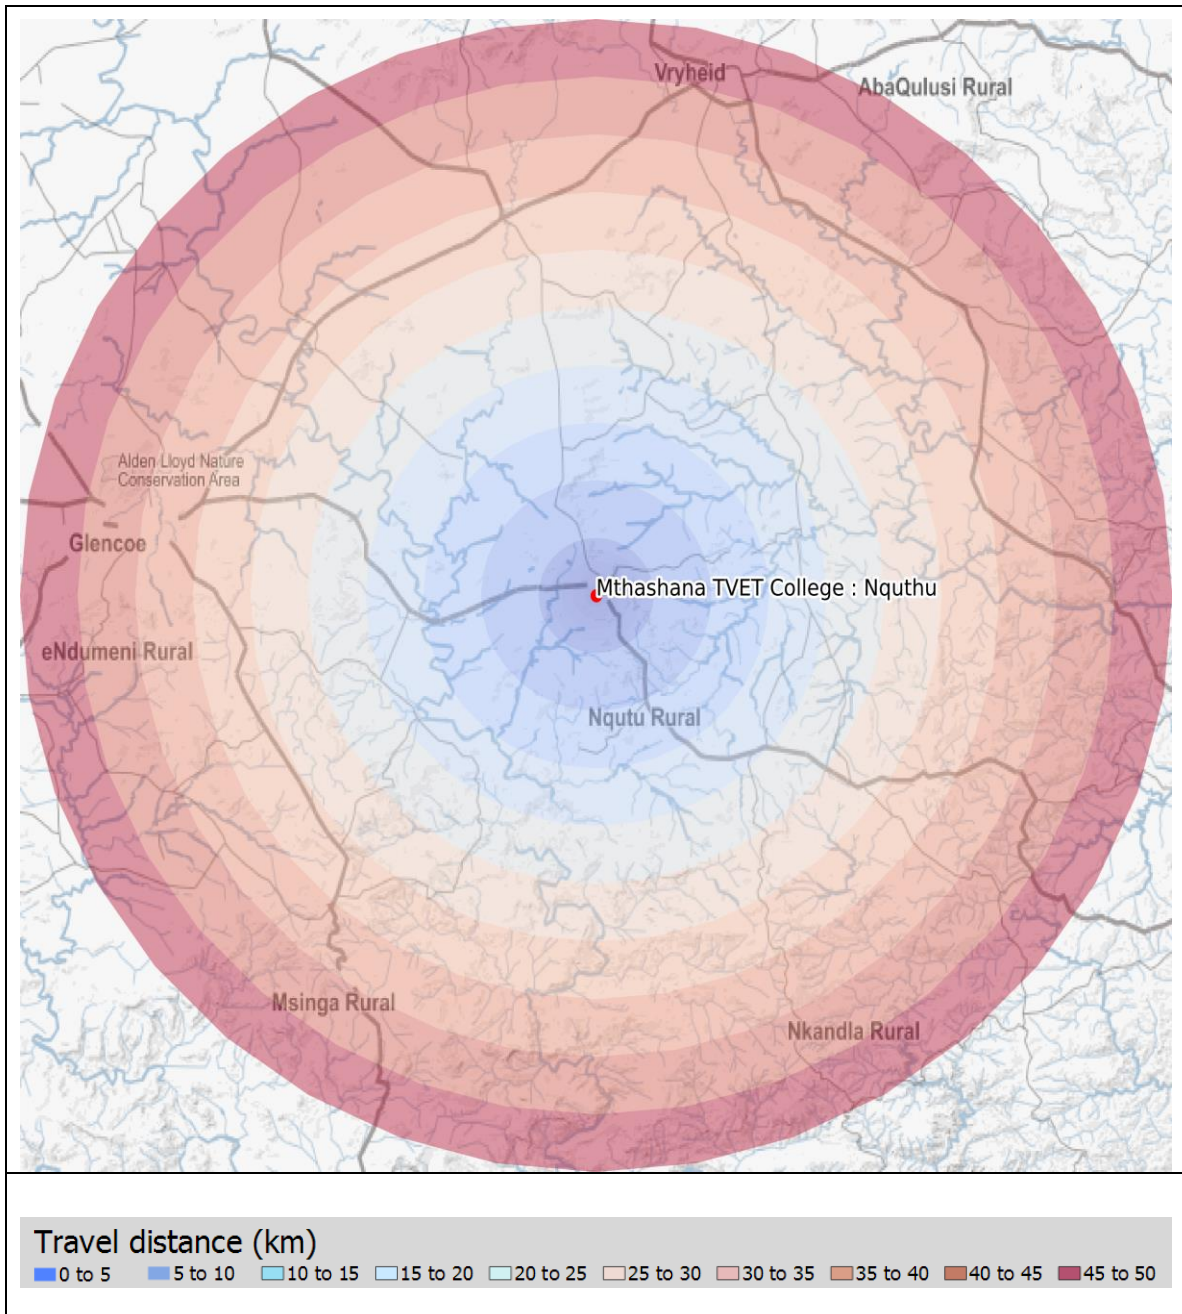 Vryheid
AbaQulusi Rural
Alden Lloyd Nature
Conservation Area
Glencoe
Mthashana TVET College : Nquthu
eNdumeni Rural
Nqutu Rural
Msinga Rural
Nkandla Rural
Travel distance (km)
0 to 5 5 to 10 10 to 15 15 to 20 20 to 25 25 to 30 30 to 35 35 to 40 40 to 45 45 to 50